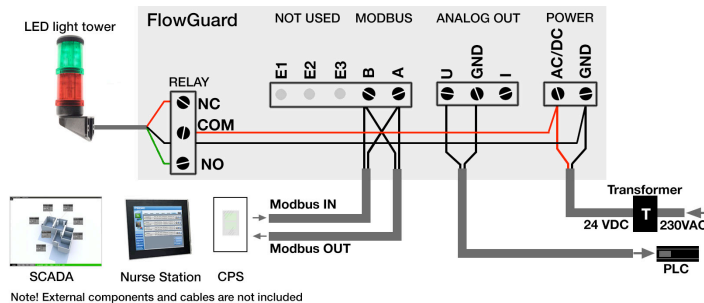 LED light tower
FlowGuard
NOT USED
MODBUS
ANALOG OUT
POWER
E1
E2
E3
B
A
U
GND
I
AC/DC
GND
RELAY
NC
COM
NO
Modbus IN
Modbus OUT
Transformer
T
24 VDC
230VAC
PLC
SCADA
Nurse Station
CPS
Note! External components and cables are not included